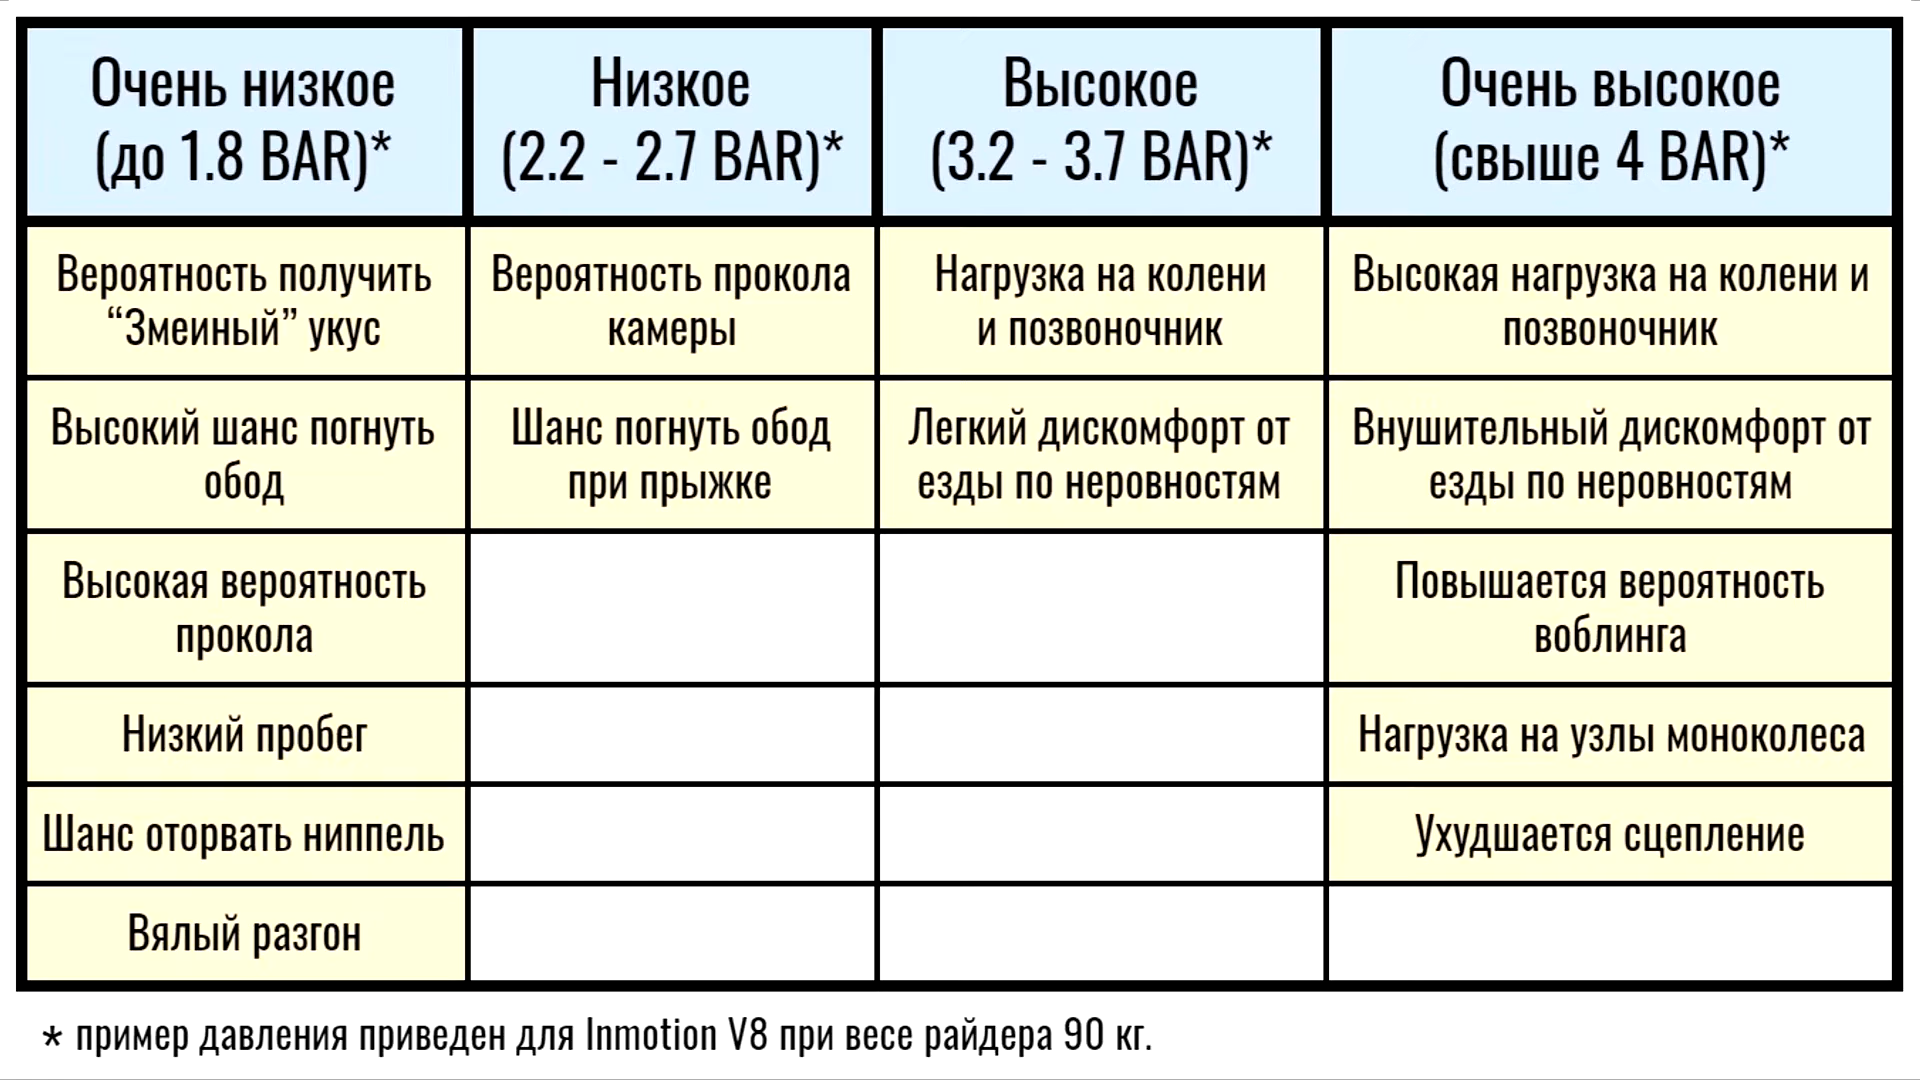 Очень низкое
(до 1.8 BAR)*
Низкое
(2.2 - 2.7 BAR)*
Высокое
(3.2 - 3.7 BAR)*
Очень высокое
(свыше 4 BAR)*
Вероятность получить
“Змеиный” укус
Вероятность прокола
камеры
Нагрузка на колени
и позвоночник
Высокая нагрузка на колени и
позвоночник
Высокий шанс погнуть
обод
Шанс погнуть обод
при прыжке
Легкий дискомфорт от
езды по неровностям
Внушительный дискомфорт от
езды по неровностям
Высокая вероятность
прокола
Повышается вероятность
воблинга
Низкий пробег
Нагрузка на узлы моноколеса
Шанс оторвать ниппель
Ухудшается сцепление
Вялый разгон
* пример давления приведен для Inmotion V8 при весе райдера 90 кг.